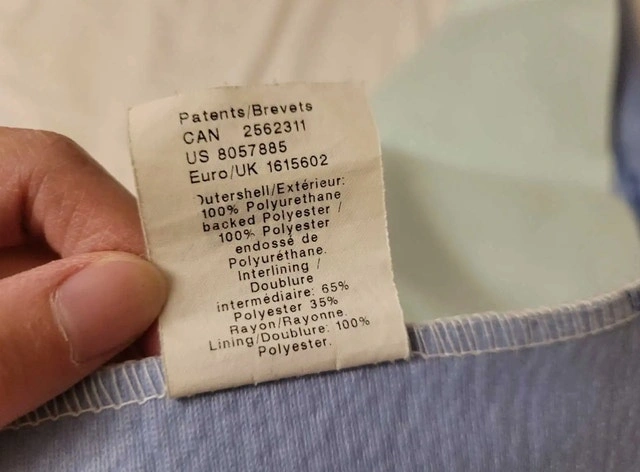 Patents/Brevets
CAN 2562311
US 8057885
Euro/UK 1615602
Outershell/Extérieur:
100% Polyurethane
backed Polyester /
100% Polyester
endossé de
Polyuréthane.
Interlining /
Doublure
intermédiaire: 65%
Polyester 35%
Rayon/Rayonne.
Lining/Doublure: 100%
Polyester.